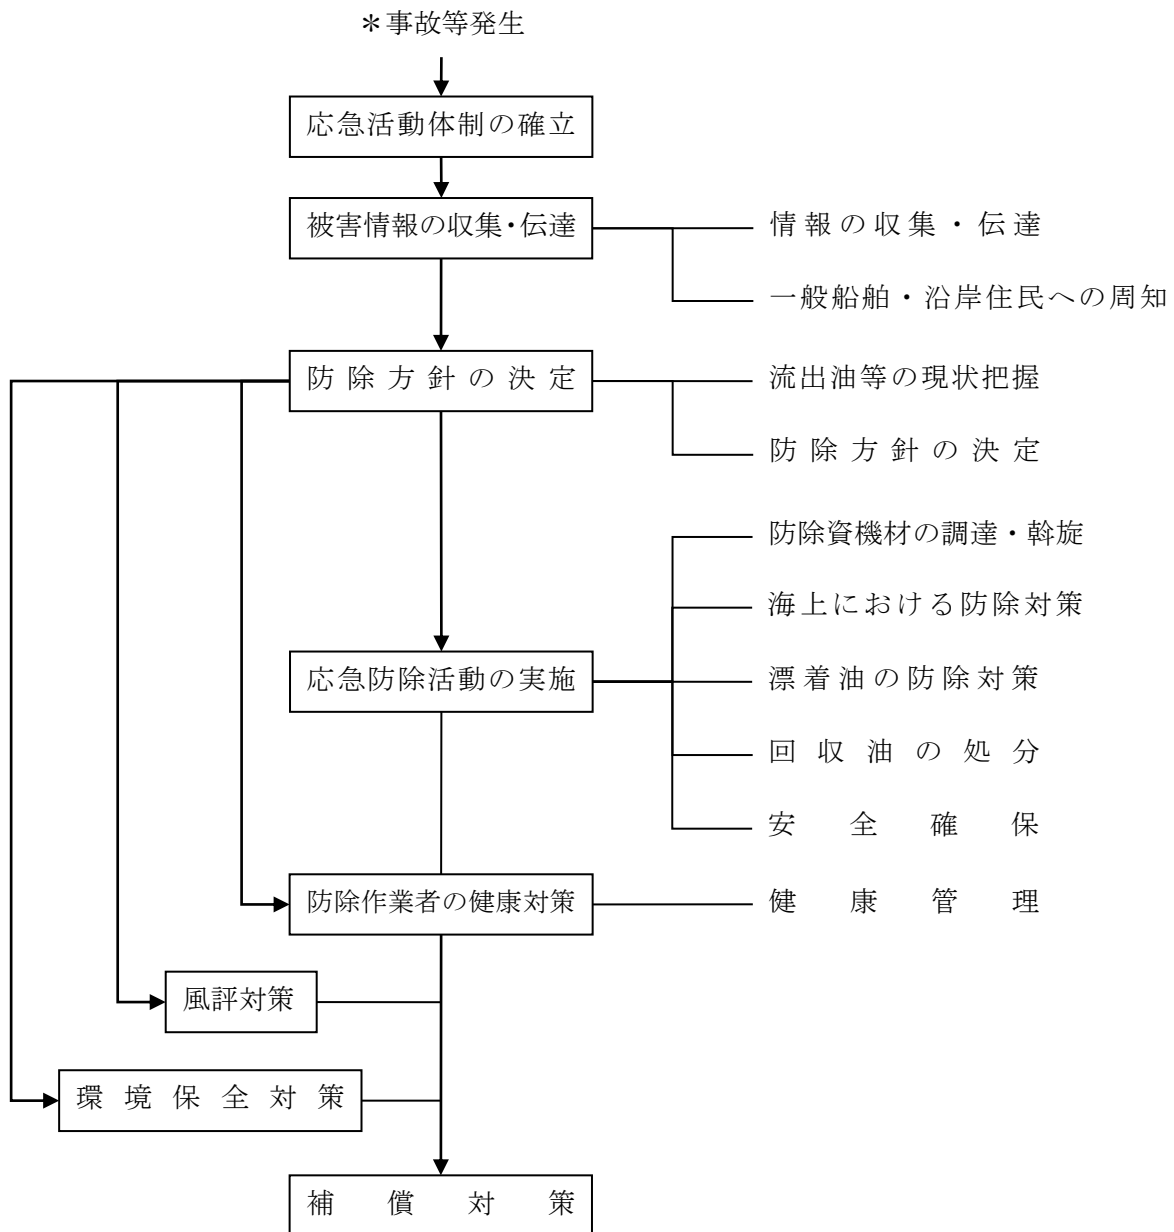 ＊事故等発生
応急活動体制の確立
被害情報の収集・伝達
情報の収集・伝達
一般船舶・沿岸住民への周知
防除方針の決定
流出油等の現状把握
防除方針の決定
防除資機材の調達・斡旋
海上における防除対策
応急防除活動の実施
漂着油の防除対策
回収油の処分
安全確保
防除作業者の健康対策
健康管理
風評対策
環境保全対策
補償対策